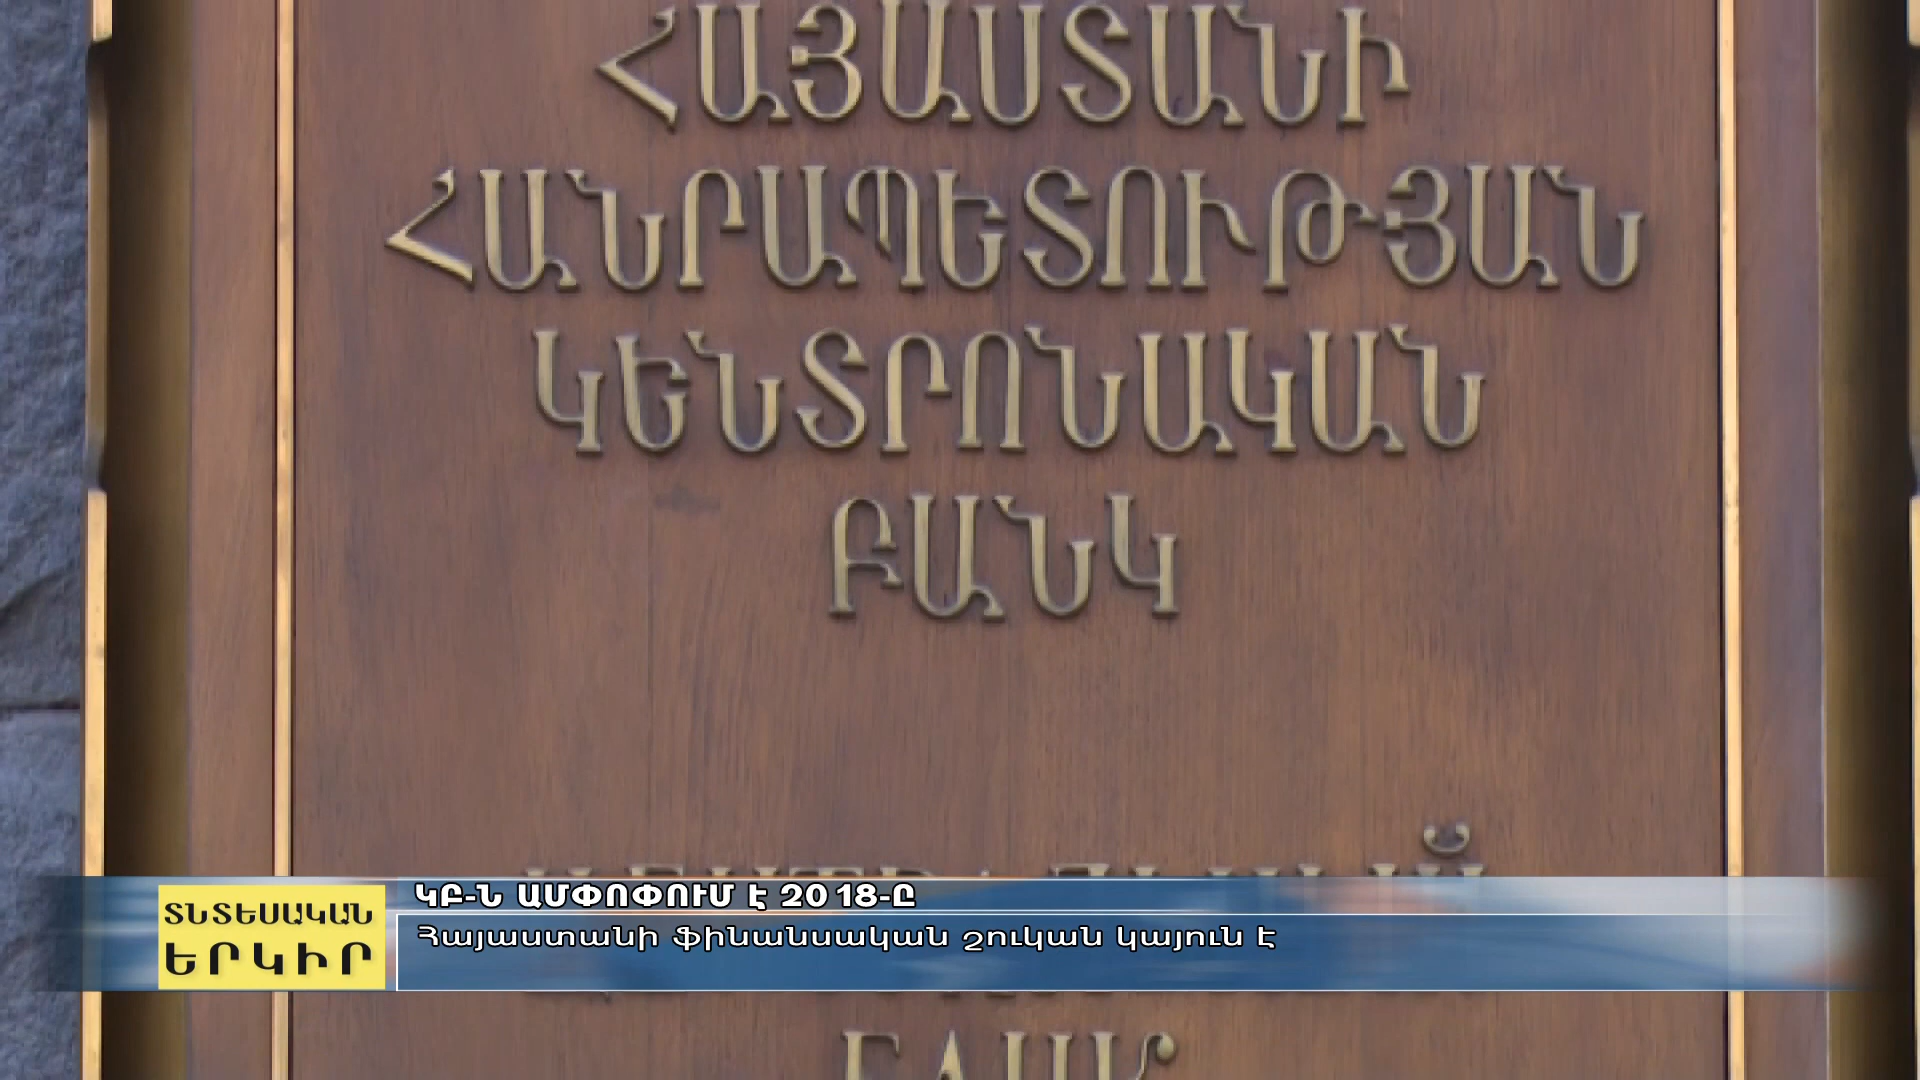 ՀԱՅԱՍՏԱՆԻ
ՀԱՆՐԱՊԵՏՈՒԹՅԱՆ
ԿԵՆՏՐՈՆԱԿԱՆ
ԲԱՆԿ
ՏՆՏԵՍԱԿԱՆ
ԵՐԿԻՐ
ԿԲ-Ն ԱՄՓՈՓՈՒՄ Է 2018-Ը
Հայաստանի ֆինանսական շուկան կայուն է